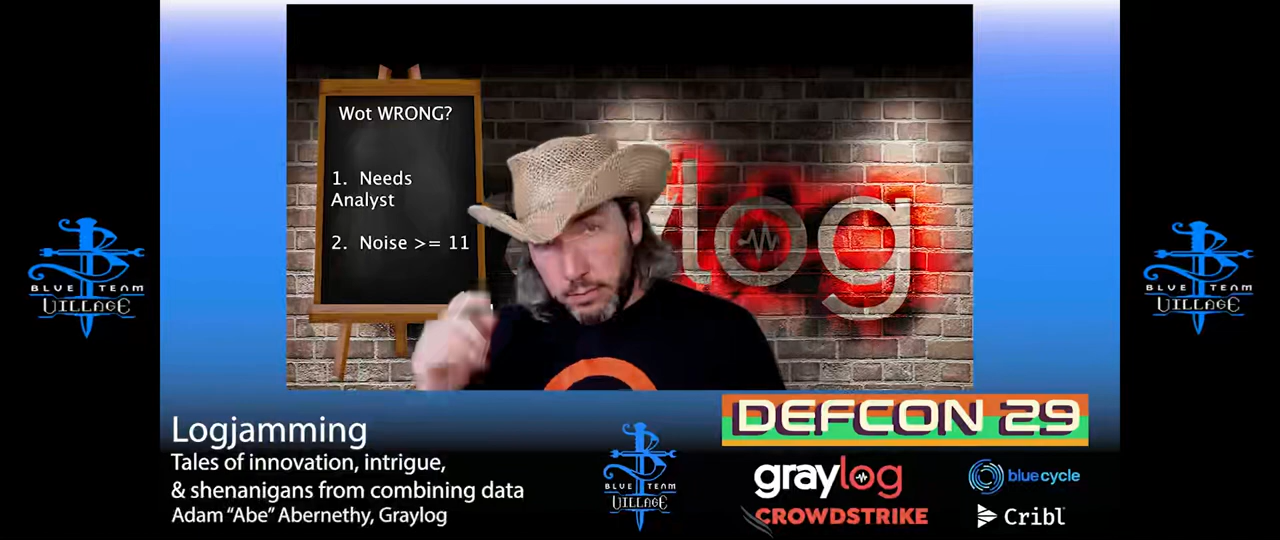 Wot WRONG?
1. Needs
Analyst
2. Noise >= 11
log
BLUE TEAM
VILLAGE
BLUE TEAM
VILLAGE
Logjamming
Tales of innovation, intrigue,
& shenanigans from combining data
Adam “Abe” Abernethy, Graylog
BLUE TEAM
VILLAGE
DEFCON 29
graylog
bluecycle
CROWDSTRIKE
Cribl